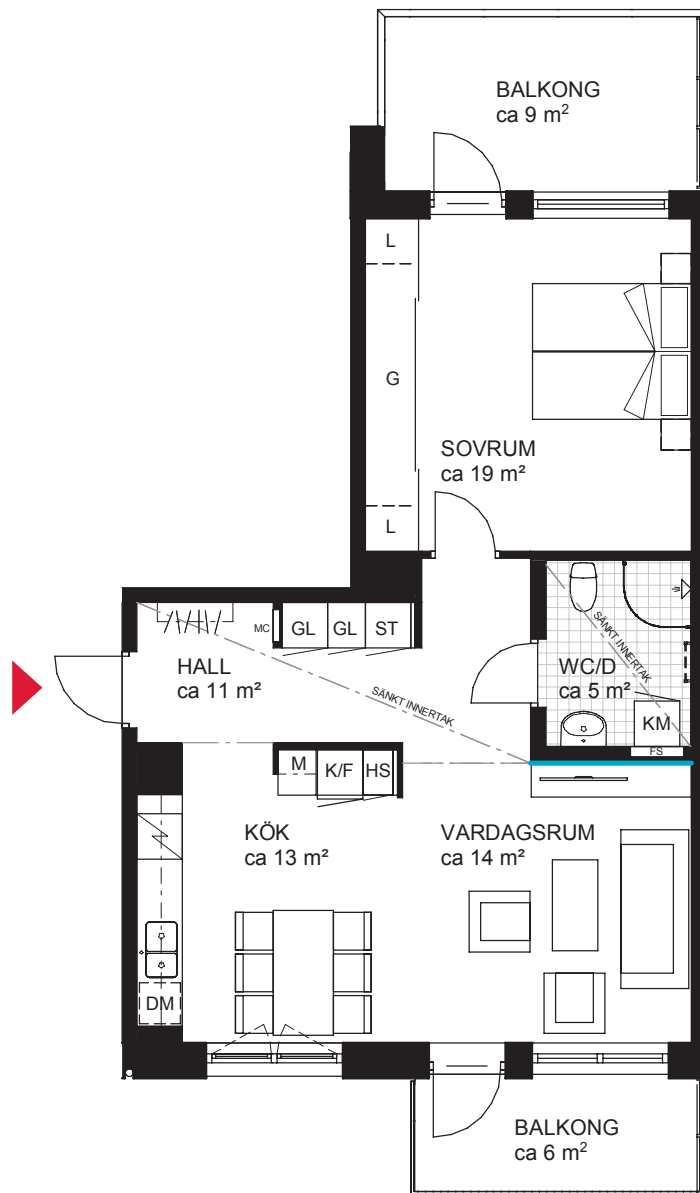 BALKONG
ca 9 m²
L
G
SOVRUM
ca 19 m²
L
MC
GL
GL
ST
HALL
ca 11 m²
SÄNKT INNERTAK
SÄNKT INNERTAK
WC/D
ca 5 m²
KM
FS
M
K/F
HS
KÖK
ca 13 m²
VARDAGSRUM
ca 14 m²
DM
BALKONG
ca 6 m²